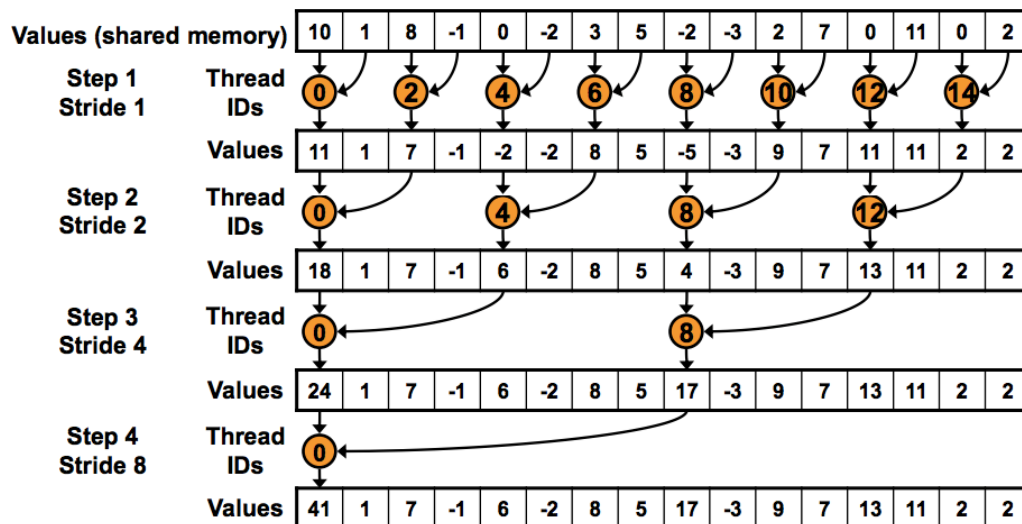 Values (shared memory) 10 1 8 -1 0 -2 3 5 -2 -3 2 7 0 11 0 2
Step 1 Thread
Stride 1 IDs
0 2 4 6 8 10 12 14
Values 11 1 7 -1 -2 -2 8 5 -5 -3 9 7 11 11 2 2
Step 2 Thread
Stride 2 IDs
0 4 8 12
Values 18 1 7 -1 6 -2 8 5 4 -3 9 7 13 11 2 2
Step 3 Thread
Stride 4 IDs
0 8
Values 24 1 7 -1 6 -2 8 5 17 -3 9 7 13 11 2 2
Step 4 Thread
Stride 8 IDs
0
Values 41 1 7 -1 6 -2 8 5 17 -3 9 7 13 11 2 2